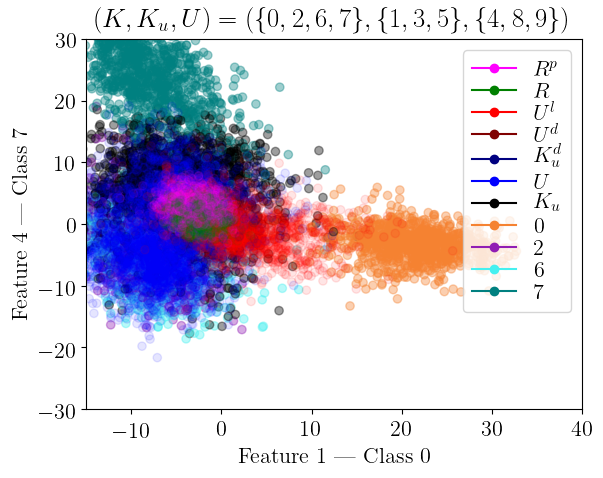 (K, K_u, U) = ({0, 2, 6, 7}, {1, 3, 5}, {4, 8, 9})
30
20
10
0
−10
−20
−30
Feature 4 — Class 7
R^p
R
U^l
U^d
K_u^d
U
K_u
0
2
6
7
−10
0
10
20
30
40
Feature 1 — Class 0